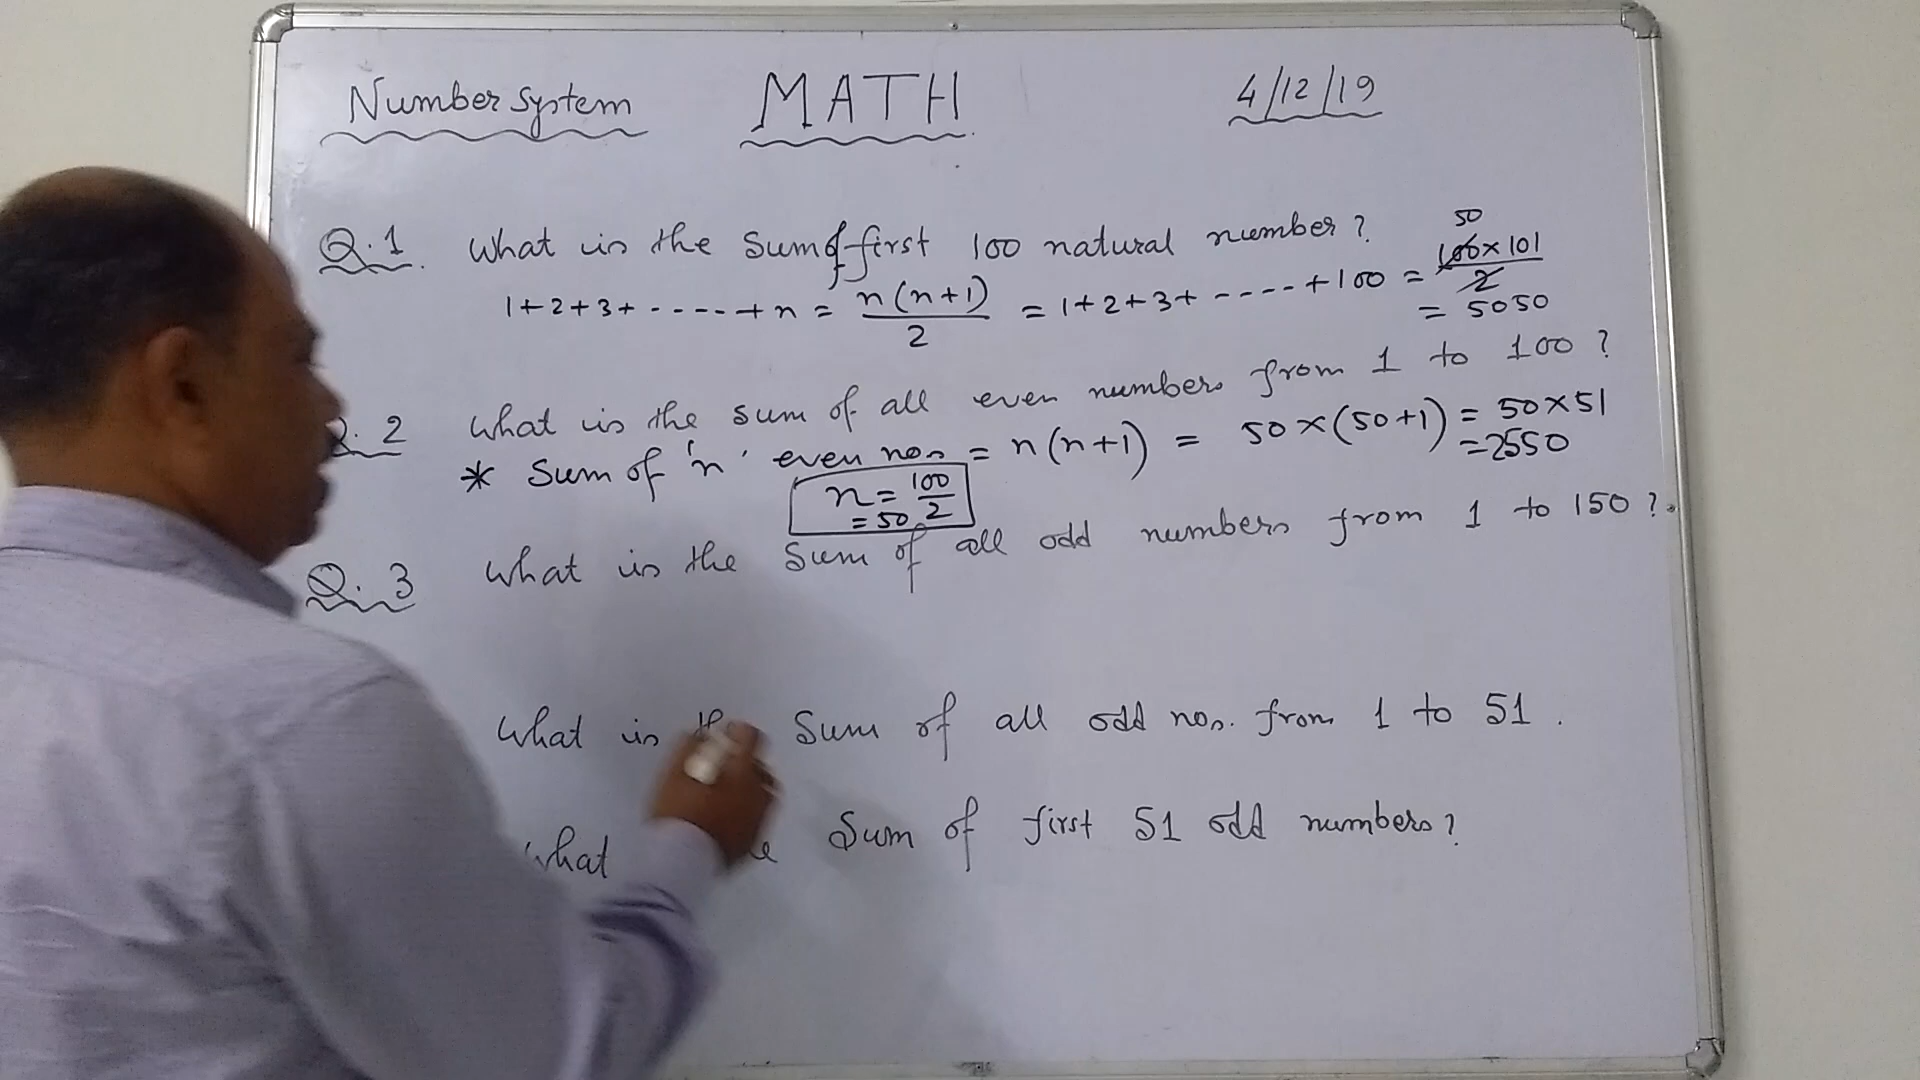 Number system MATH 4/12/19
Q.1. What is the sum of first 100 natural number?
1+2+3+-----+n = n(n+1)/2 = 1+2+3+----+100 = 100×101/2
50
= 5050
Q. 2 What is the sum of all even numbers from 1 to 100?
* Sum of 'n' even nos = n(n+1) = 50×(50+1) = 50×51
=2550
n = 100/2
= 50
Q. 3 What is the sum of all odd numbers from 1 to 150?
What is the sum of all odd nos. from 1 to 51.
What Sum of first 51 odd numbers?